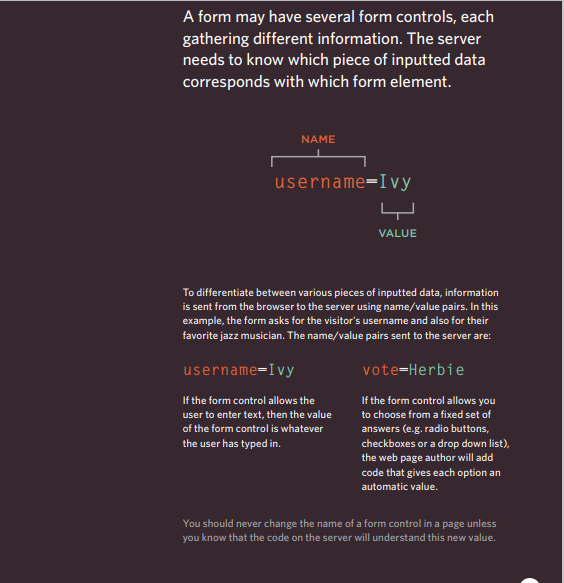 A form may have several form controls, each
gathering different information. The server
needs to know which piece of inputted data
corresponds with which form element.
NAME
username=Ivy
VALUE
To differentiate between various pieces of inputted data, information
is sent from the browser to the server using name/value pairs. In this
example, the form asks for the visitor's username and also for their
favorite jazz musician. The name/value pairs sent to the server are:
username=Ivy
If the form control allows the
user to enter text, then the value
of the form control is whatever
the user has typed in.
vote=Herbie
If the form control allows you
to choose from a fixed set of
answers (e.g. radio buttons,
checkboxes or a drop down list),
the web page author will add
code that gives each option an
automatic value.
You should never change the name of a form control in a page unless
you know that the code on the server will understand this new value.